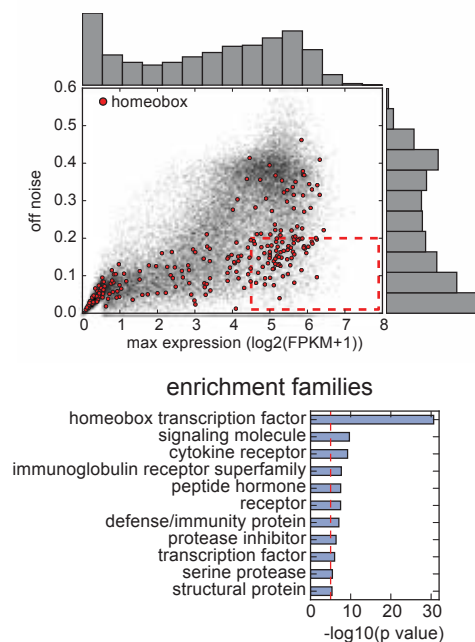 0.6
homeobox
0.5
0.4
off noise
0.3
0.2
0.1
0.0
0 1 2 3 4 5 6 7 8
max expression (log2(FPKM+1))
enrichment families
homeobox transcription factor
signaling molecule
cytokine receptor
immunoglobulin receptor superfamily
peptide hormone
receptor
defense/immunity protein
protease inhibitor
transcription factor
serine protease
structural protein
0 10 20 30
-log10(p value)